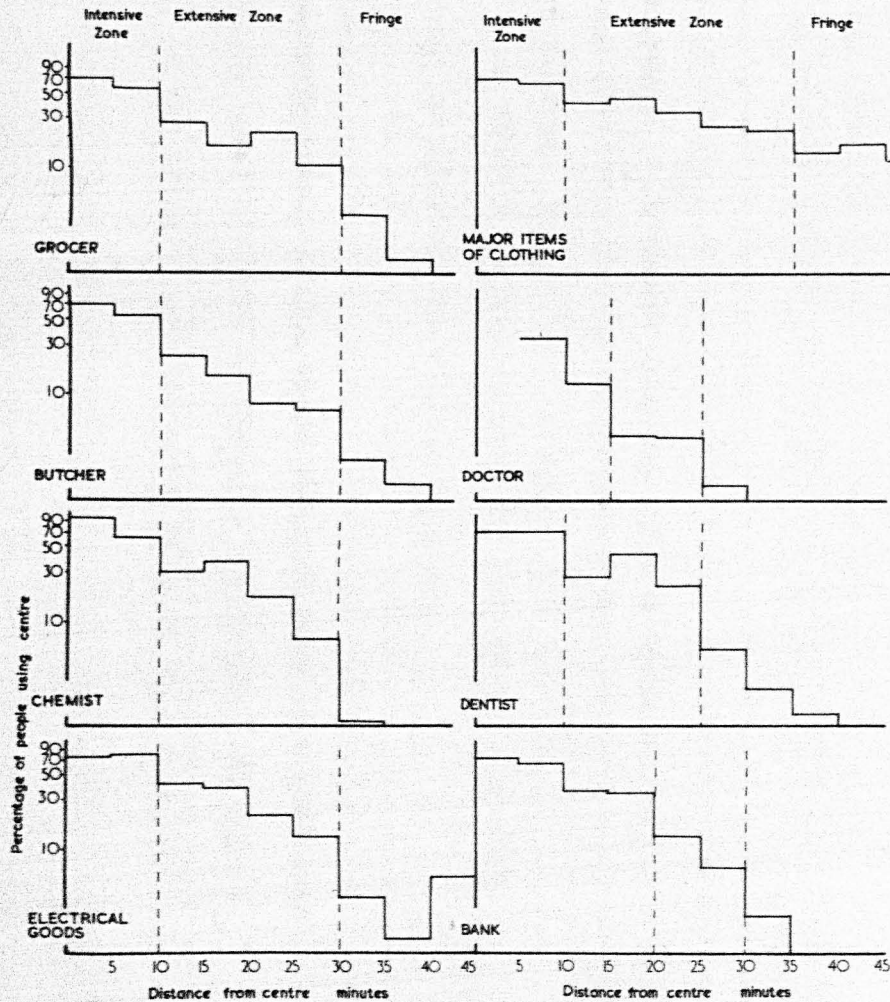 Intensive Zone
Extensive Zone
Fringe
Intensive Zone
Extensive Zone
Fringe
90
70
50
30
10
GROCER
MAJOR ITEMS
OF CLOTHING
90
70
50
30
10
BUTCHER
DOCTOR
90
70
50
30
10
CHEMIST
DENTIST
90
70
50
30
10
ELECTRICAL
GOODS
BANK
Percentage of people using centre
5 10 15 20 25 30 35 40 45 5 10 15 20 25 30 35 40 45
Distance from centre minutes
Distance from centre minutes